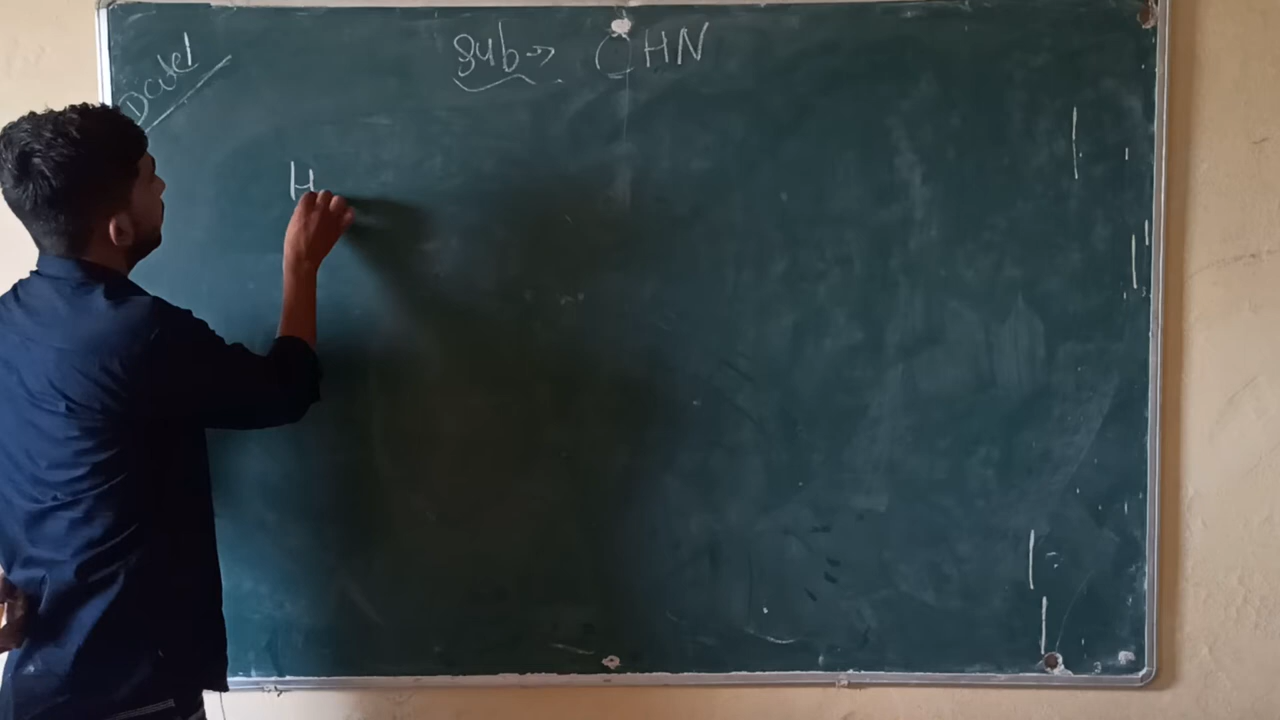 Date|
Sub → CHN
H